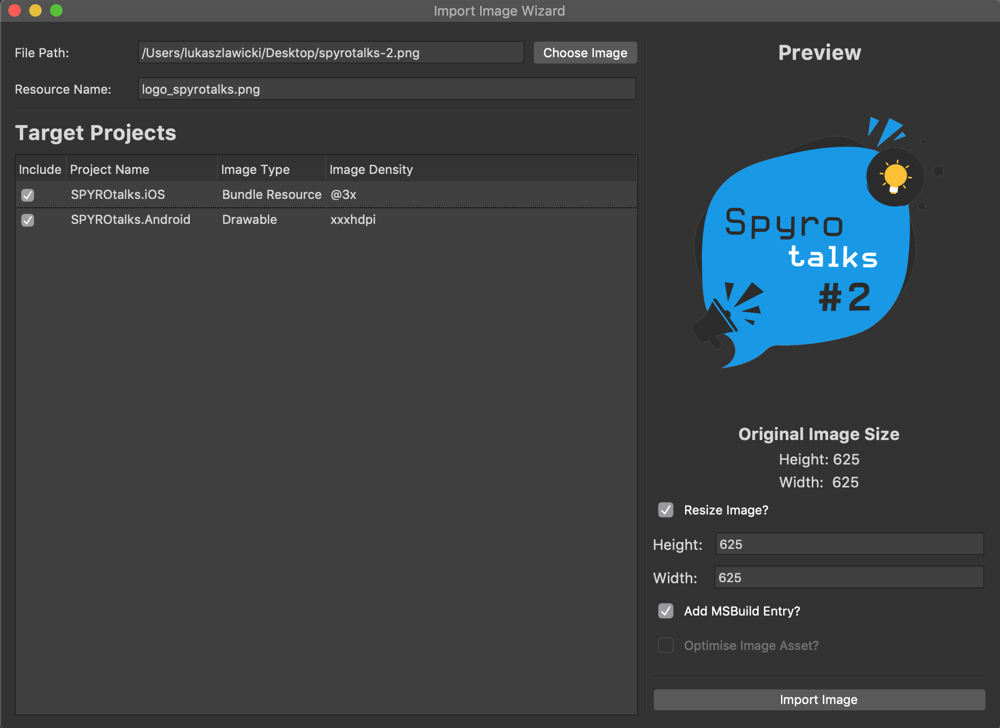 Import Image Wizard
File Path: /Users/lukaszlawicki/Desktop/spyrotalks-2.png Choose Image
Resource Name: logo_spyrotalks.png
Target Projects
Include Project Name Image Type Image Density
SPYROtalks.iOS Bundle Resource @3x
SPYROtalks.Android Drawable xxxhdpi
Preview
Spyro
talks
#2
Original Image Size
Height: 625
Width: 625
Resize Image?
Height: 625
Width: 625
Add MSBuild Entry?
Optimise Image Asset?
Import Image